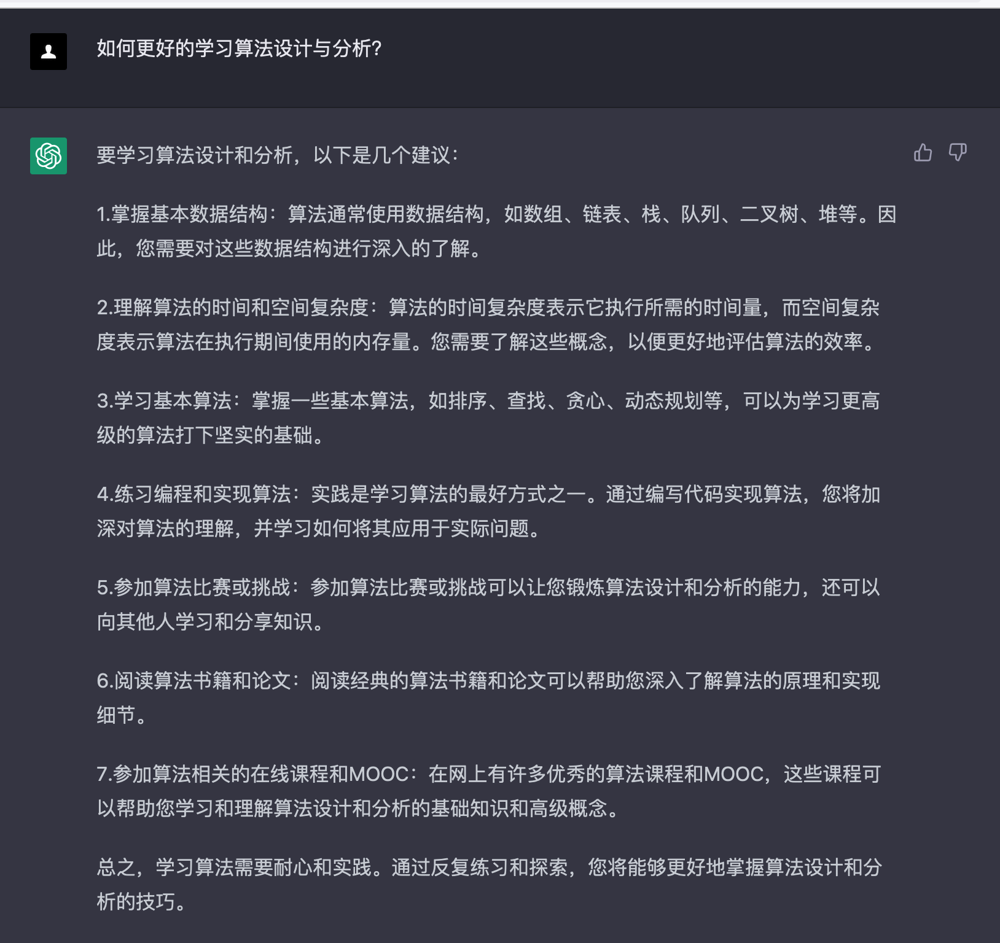 如何更好的学习算法设计与分析?
要学习算法设计和分析，以下是几个建议：
1.掌握基本数据结构：算法通常使用数据结构，如数组、链表、栈、队列、二叉树、堆等。因
此，您需要对这些数据结构进行深入的了解。
2.理解算法的时间和空间复杂度：算法的时间复杂度表示它执行所需的时间量，而空间复杂
度表示算法在执行期间使用的内存量。您需要了解这些概念，以便更好地评估算法的效率。
3.学习基本算法：掌握一些基本算法，如排序、查找、贪心、动态规划等，可以为学习更高
级的算法打下坚实的基础。
4.练习编程和实现算法：实践是学习算法的最好方式之一。通过编写代码实现算法，您将加
深对算法的理解，并学习如何将其应用于实际问题。
5.参加算法比赛或挑战：参加算法比赛或挑战可以让您锻炼算法设计和分析的能力，还可以
向其他人学习和分享知识。
6.阅读算法书籍和论文：阅读经典的算法书籍和论文可以帮助您深入了解算法的原理和实现
细节。
7.参加算法相关的在线课程和MOOC：在网上有许多优秀的算法课程和MOOC，这些课程可
以帮助您学习和理解算法设计和分析的基础知识和高级概念。
总之，学习算法需要耐心和实践。通过反复练习和探索，您将能够更好地掌握算法设计和分
析的技巧。